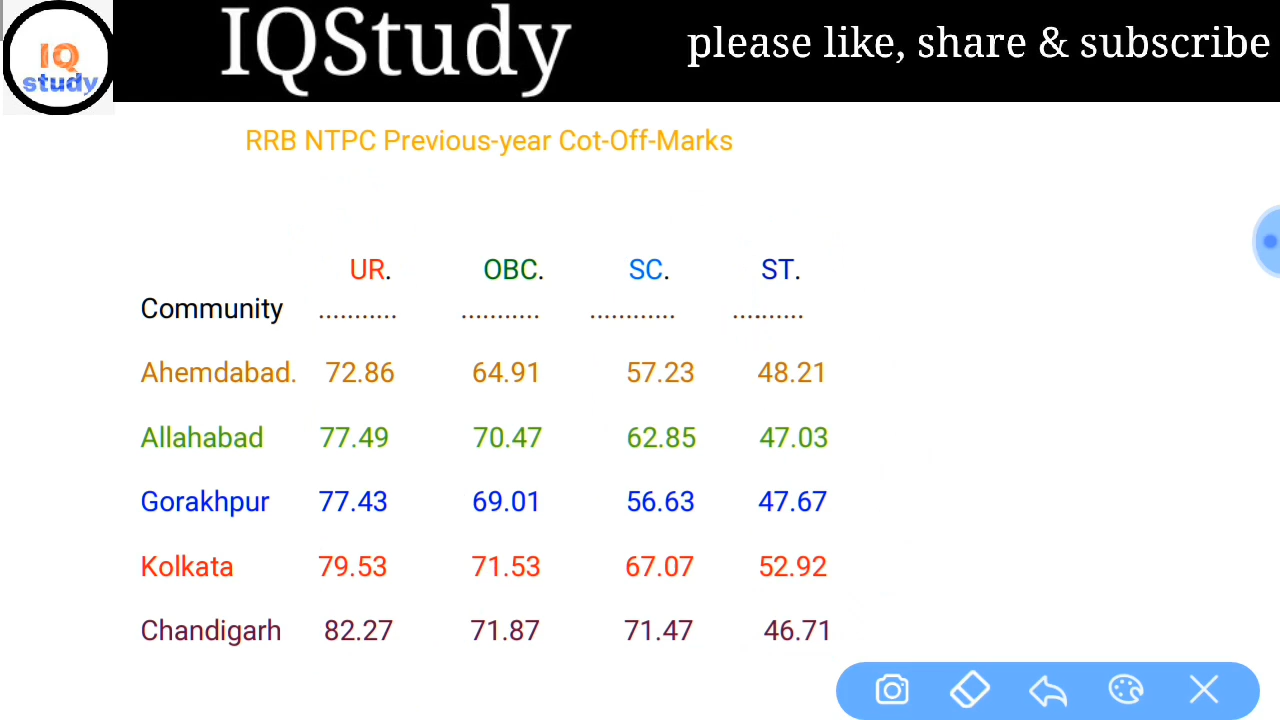 IQ
study
IQStudy
please like, share & subscribe
RRB NTPC Previous-year Cot-Off-Marks
UR. OBC. SC. ST.
Community ........... ........... ............ ..........
Ahemdabad. 72.86 64.91 57.23 48.21
Allahabad 77.49 70.47 62.85 47.03
Gorakhpur 77.43 69.01 56.63 47.67
Kolkata 79.53 71.53 67.07 52.92
Chandigarh 82.27 71.87 71.47 46.71